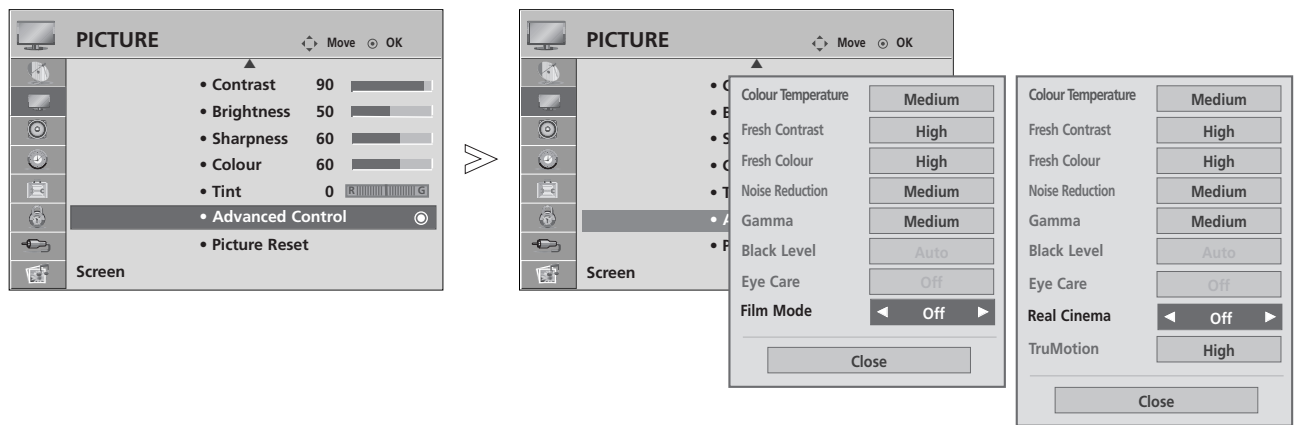 PICTURE Move OK
• Contrast 90
• Brightness 50
• Sharpness 60
• Colour 60
• Tint 0 R G
• Advanced Control
• Picture Reset
Screen
PICTURE Move OK
• C
• B
• S
• C
• T
• A
• P
Screen
Colour Temperature Medium
Fresh Contrast High
Fresh Colour High
Noise Reduction Medium
Gamma Medium
Black Level Auto
Eye Care Off
Film Mode Off
Close
Colour Temperature Medium
Fresh Contrast High
Fresh Colour High
Noise Reduction Medium
Gamma Medium
Black Level Auto
Eye Care Off
Real Cinema Off
TruMotion High
Close